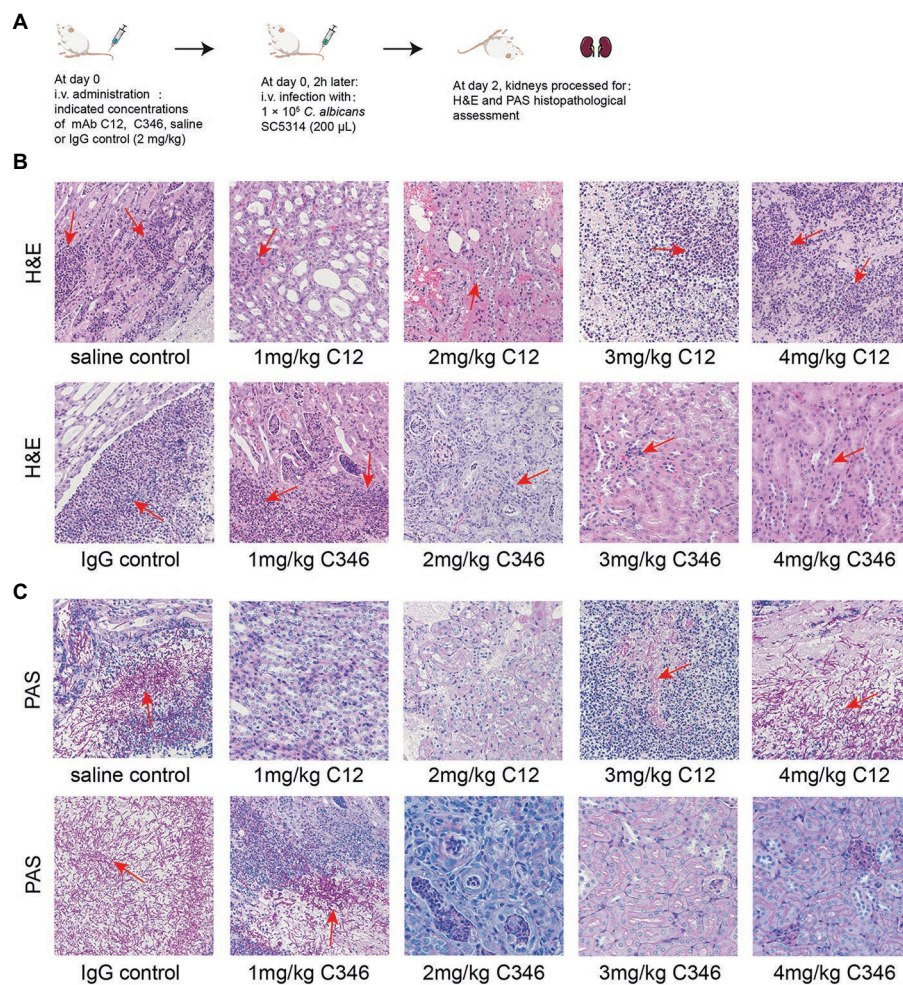 A
At day 0
i.v. administration :
indicated concentrations
of mAb C12, C346, saline
or IgG control (2 mg/kg)
At day 0, 2h later:
i.v. infection with:
1 × 10⁵ C. albicans
SC5314 (200 µL)
At day 2, kidneys processed for:
H&E and PAS histopathological
assessment
B
H&E
saline control
1mg/kg C12
2mg/kg C12
3mg/kg C12
4mg/kg C12
H&E
IgG control
1mg/kg C346
2mg/kg C346
3mg/kg C346
4mg/kg C346
C
PAS
saline control
1mg/kg C12
2mg/kg C12
3mg/kg C12
4mg/kg C12
PAS
IgG control
1mg/kg C346
2mg/kg C346
3mg/kg C346
4mg/kg C346